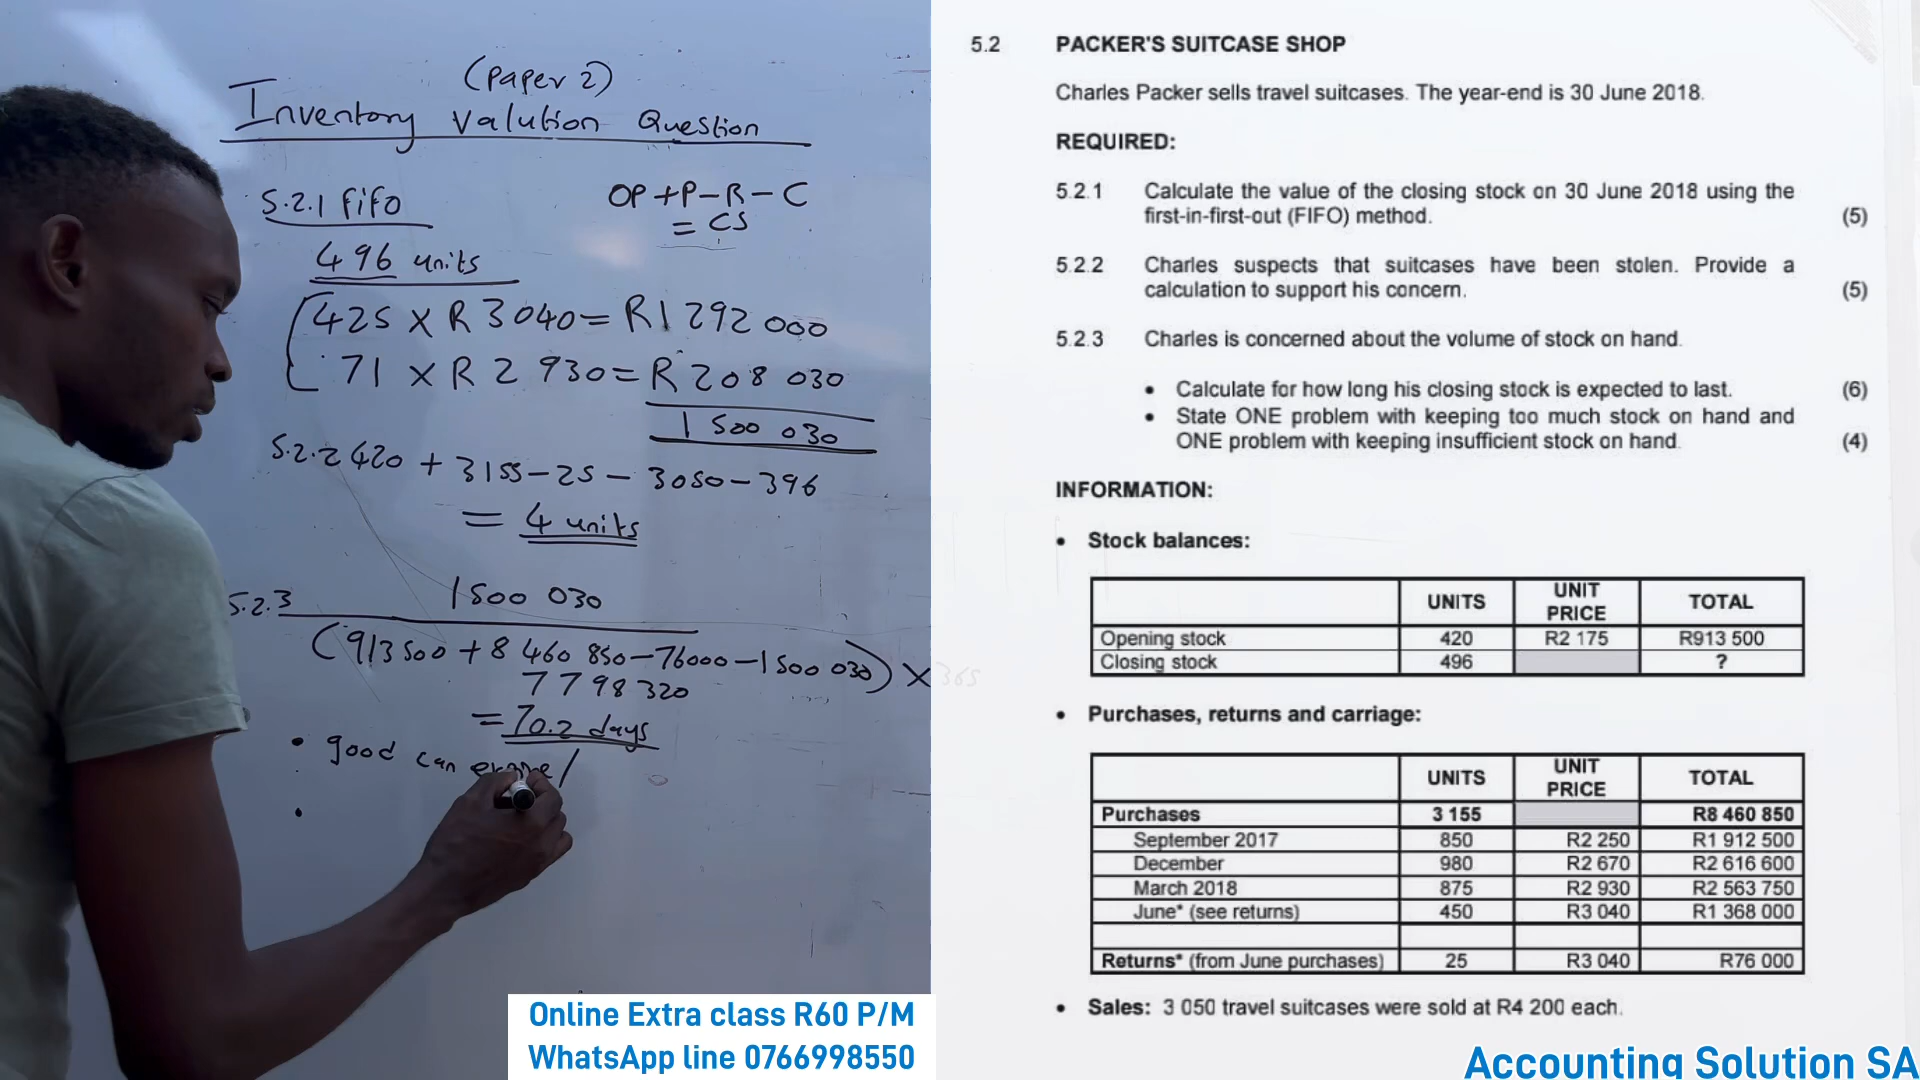 (Paper 2)
Inventory Valution Question
5.2.1 fifo
OP + P - R - C
= CS
496 units
425 X R 3040 = R1 292 000
71 X R 2 930 = R 208 030
1 500 030
5.2.2 420 + 3155 - 25 - 3050 - 396
= 4 units
5.2.3 1 500 030
(913 500 + 8 460 850 - 76000 - 1 500 030) X 365
7 798 320
= 70.2 days
• good can
•
5.2 PACKER'S SUITCASE SHOP
Charles Packer sells travel suitcases. The year-end is 30 June 2018.
REQUIRED:
5.2.1 Calculate the value of the closing stock on 30 June 2018 using the
first-in-first-out (FIFO) method. (5)
5.2.2 Charles suspects that suitcases have been stolen. Provide a
calculation to support his concern. (5)
5.2.3 Charles is concerned about the volume of stock on hand.
• Calculate for how long his closing stock is expected to last. (6)
• State ONE problem with keeping too much stock on hand and
ONE problem with keeping insufficient stock on hand. (4)
INFORMATION:
• Stock balances:
UNITS UNIT PRICE TOTAL
Opening stock 420 R2 175 R913 500
Closing stock 496 ?
• Purchases, returns and carriage:
UNITS UNIT PRICE TOTAL
Purchases 3 155 R8 460 850
September 2017 850 R2 250 R1 912 500
December 980 R2 670 R2 616 600
March 2018 875 R2 930 R2 563 750
June* (see returns) 450 R3 040 R1 368 000
Returns* (from June purchases) 25 R3 040 R76 000
• Sales: 3 050 travel suitcases were sold at R4 200 each.
Online Extra class R60 P/M
WhatsApp line 0766998550
Accounting Solution SA